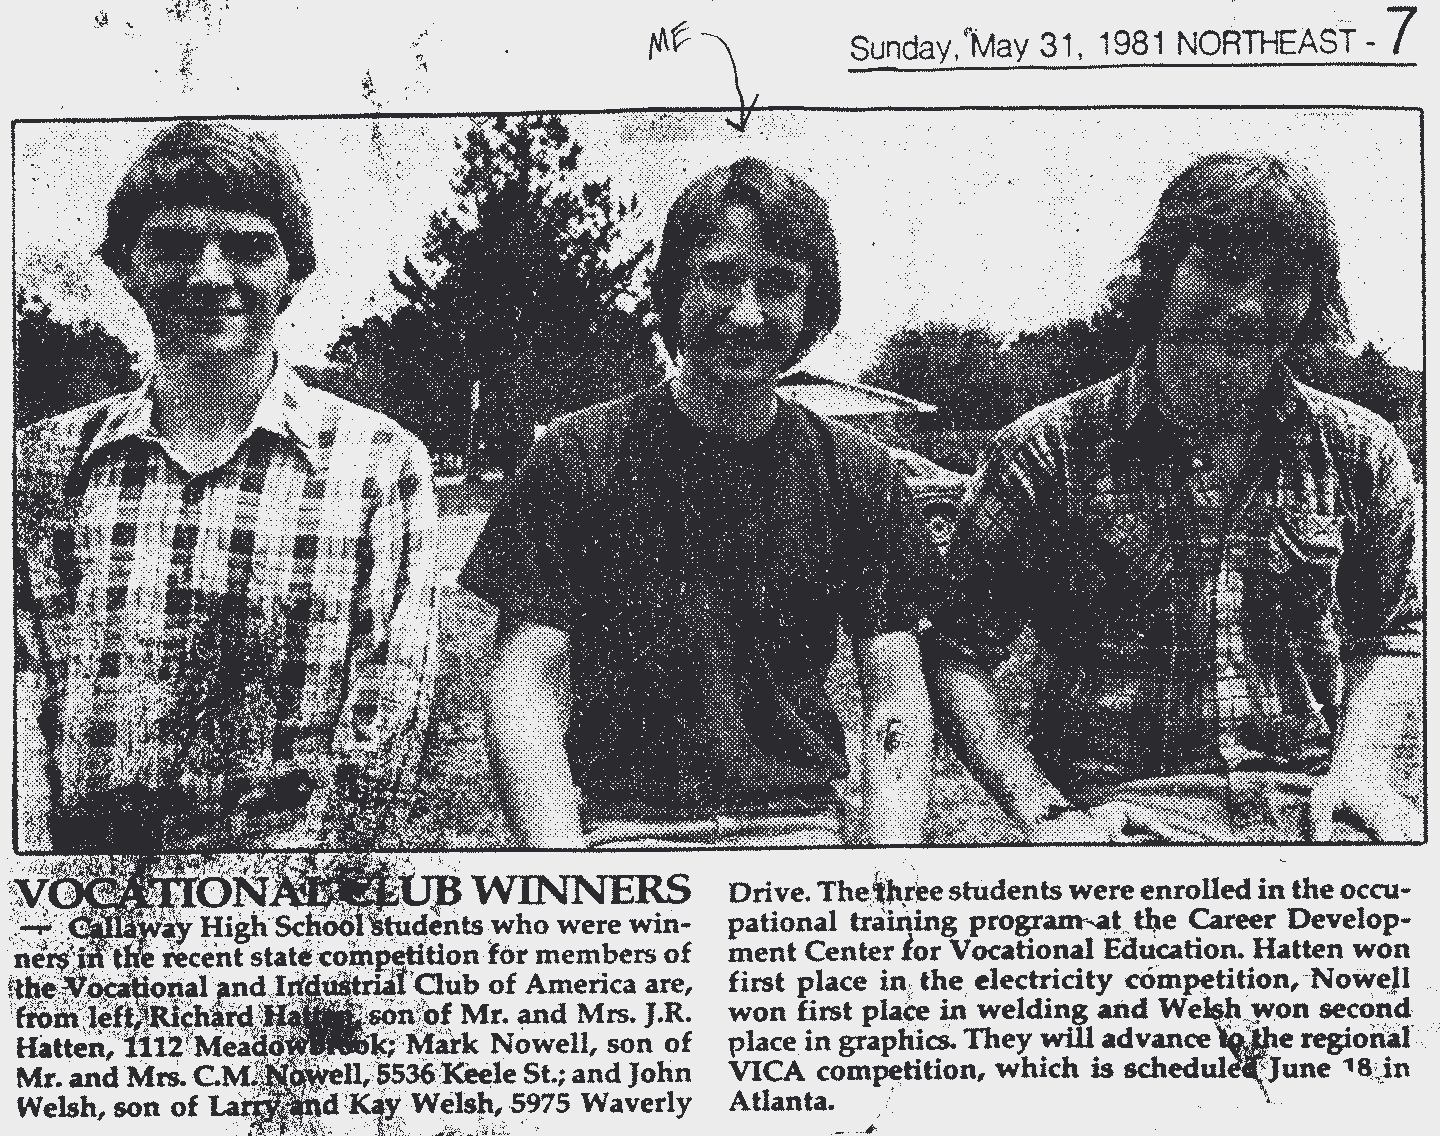 ME
Sunday, May 31, 1981 NORTHEAST - 7
VOCATIONAL CLUB WINNERS
— Callaway High School students who were win-
ners in the recent state competition for members of
the Vocational and Industrial Club of America are,
from left, Richard Hatten, son of Mr. and Mrs. J.R.
Hatten, 1112 Meadowbrook; Mark Nowell, son of
Mr. and Mrs. C.M. Nowell, 5536 Keele St.; and John
Welsh, son of Larry and Kay Welsh, 5975 Waverly
Drive. The three students were enrolled in the occu-
pational training program at the Career Develop-
ment Center for Vocational Education. Hatten won
first place in the electricity competition, Nowell
won first place in welding and Welsh won second
place in graphics. They will advance to the regional
VICA competition, which is scheduled June 18 in
Atlanta.